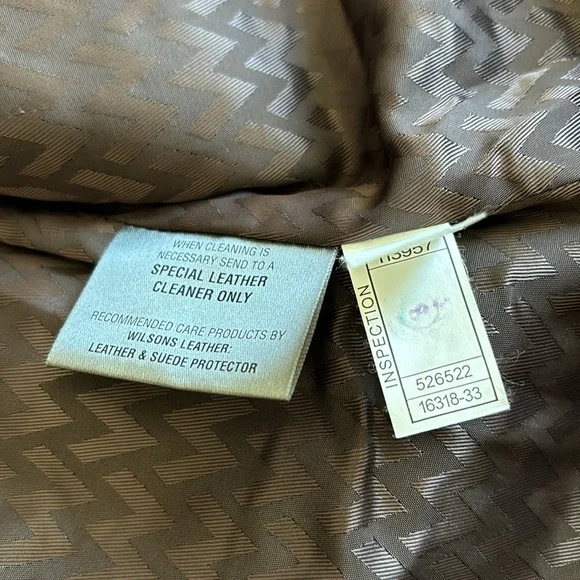 WHEN CLEANING IS
NECESSARY SEND TO A
SPECIAL LEATHER
CLEANER ONLY
RECOMMENDED CARE PRODUCTS BY
WILSONS LEATHER:
LEATHER & SUEDE PROTECTOR
113957
INSPECTION
526522
16318-33